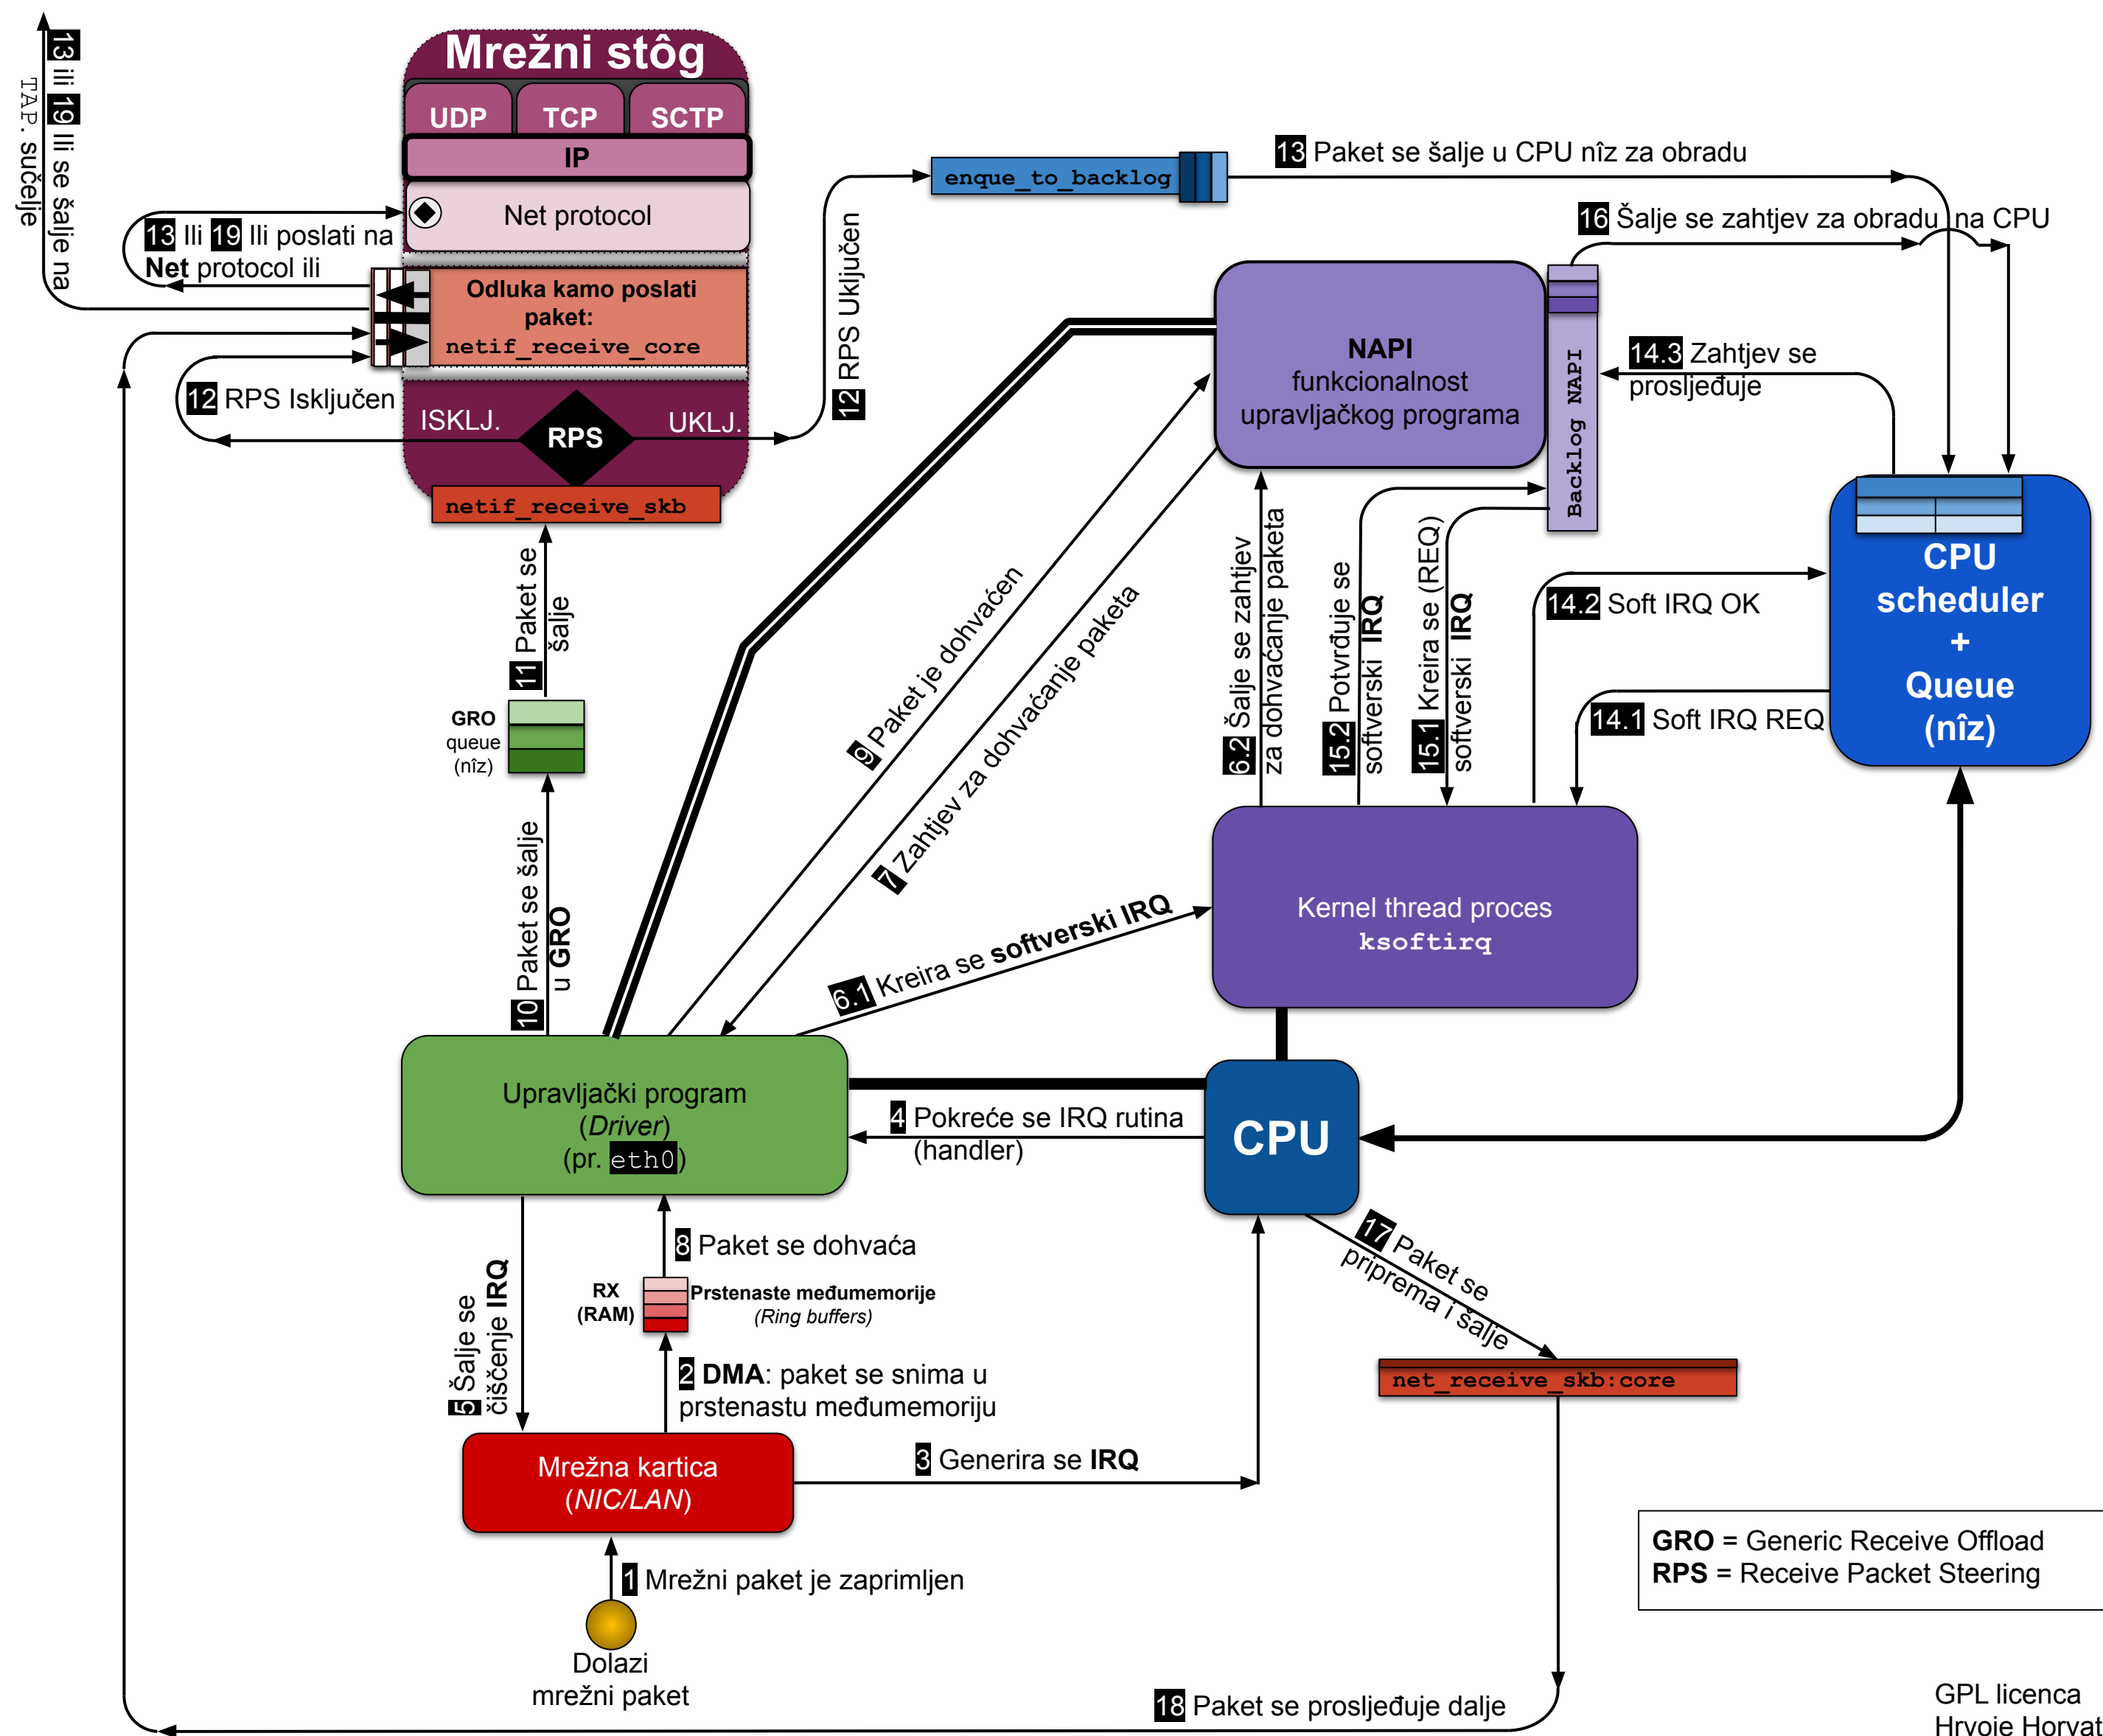 Mrežni stôg
UDP
TCP
SCTP
IP
Net protocol
Odluka kamo poslati
paket:
netif_receive_core
ISKLJ.
RPS
UKLJ.
netif_receive_skb
13 ili 19 Ili se šalje na
TAP. sučelje
13 Ili 19 Ili poslati na
Net protocol ili
12 RPS Isključen
12 RPS Uključen
enque_to_backlog
13 Paket se šalje u CPU nîz za obradu
16 Šalje se zahtjev za obradu na CPU
NAPI
funkcionalnost
upravljačkog programa
Backlog NAPI
14.3 Zahtjev se
prosljeđuje
CPU
scheduler
+
Queue
(nîz)
14.2 Soft IRQ OK
14.1 Soft IRQ REQ
11 Paket se
šalje
GRO
queue
(nîz)
10 Paket se šalje
u GRO
9 Paket je dohvaćen
7 Zahtjev za dohvaćanje paketa
6.2 Šalje se zahtjev
za dohvaćanje paketa
15.2 Potvrđuje se
softverski IRQ
15.1 Kreira se (REQ)
softverski IRQ
6.1 Kreira se softverski IRQ
Kernel thread proces
ksoftirq
Upravljački program
(Driver)
(pr. eth0)
4 Pokreće se IRQ rutina
(handler)
CPU
8 Paket se dohvaća
RX
(RAM)
Prstenaste međumemorije
(Ring buffers)
5 Šalje se
čiščenje IRQ
2 DMA: paket se snima u
prstenastu međumemoriju
17 Paket se
priprema i šalje
net_receive_skb:core
Mrežna kartica
(NIC/LAN)
3 Generira se IRQ
1 Mrežni paket je zaprimljen
Dolazi
mrežni paket
GRO = Generic Receive Offload
RPS = Receive Packet Steering
18 Paket se prosljeđuje dalje
GPL licenca
Hrvoje Horvat